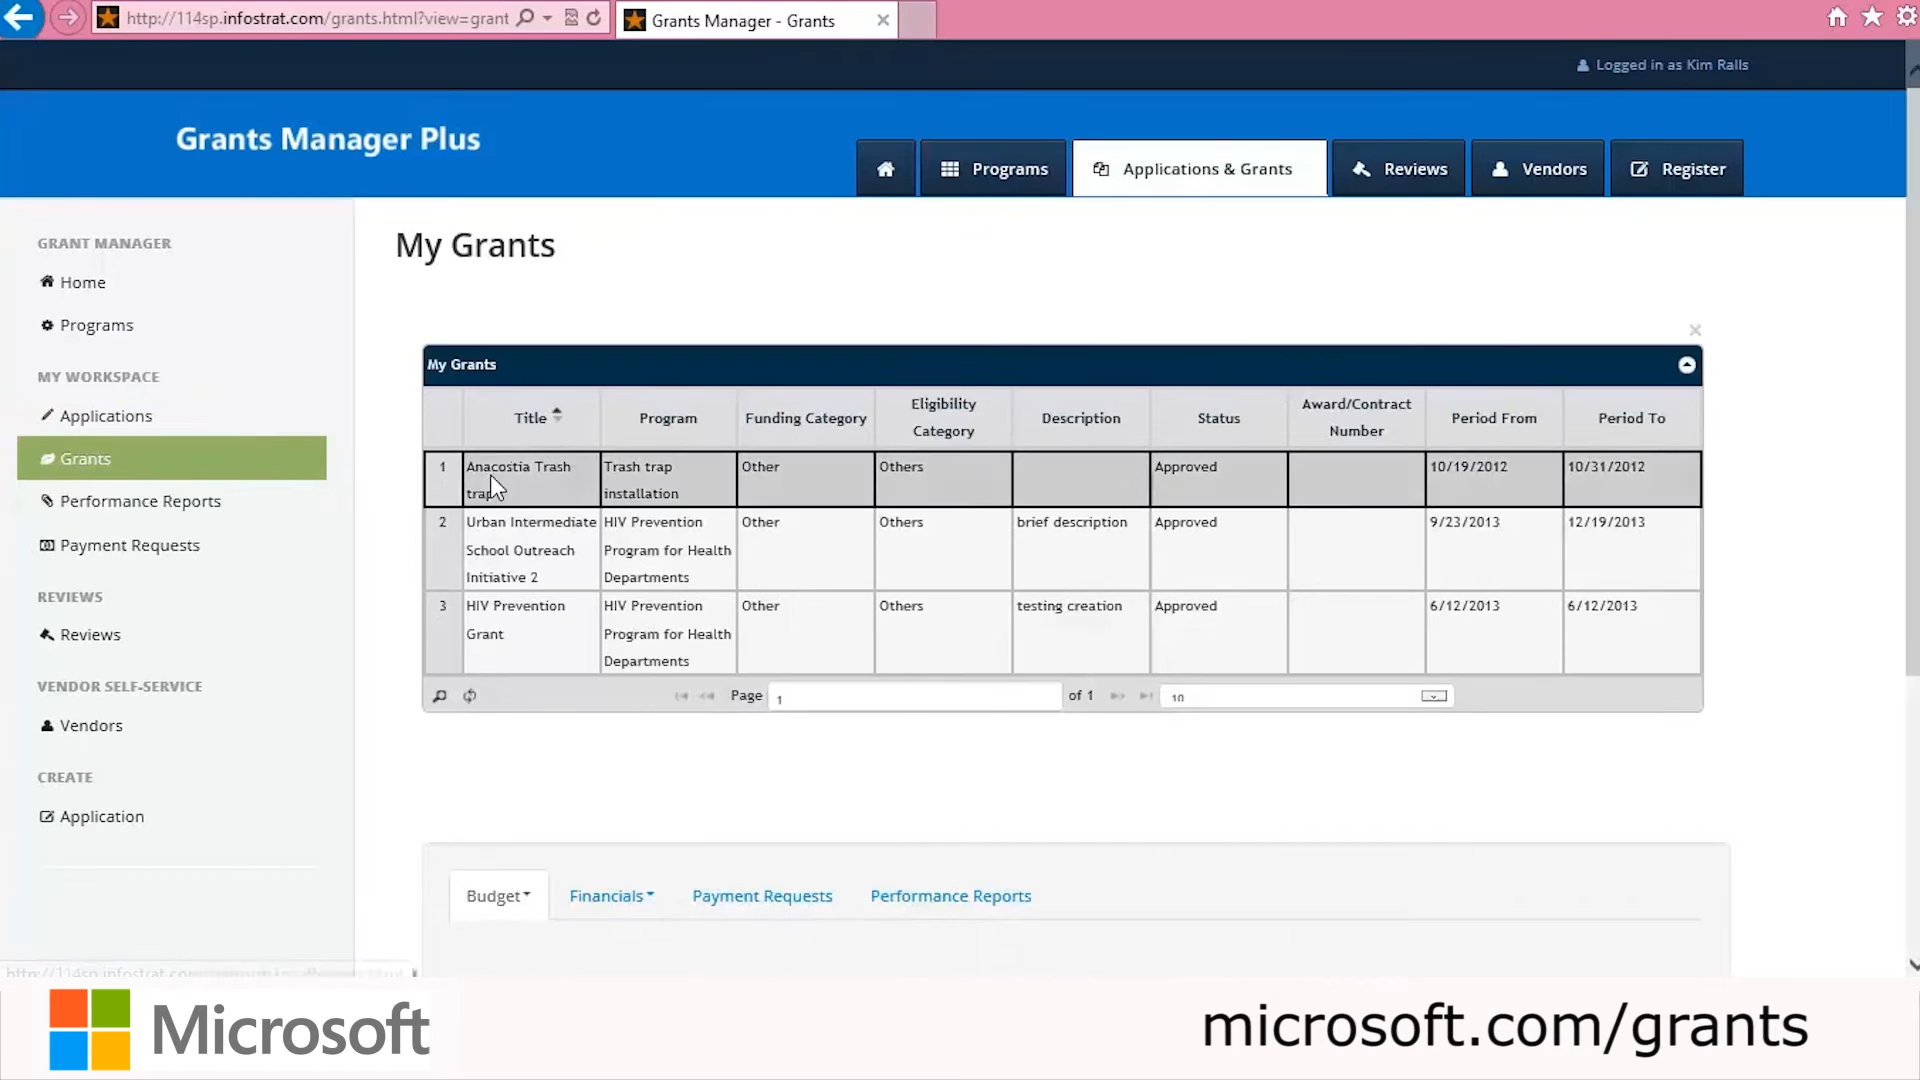 http://114sp.infostrat.com/grants.html?view=grant
Grants Manager - Grants
Logged in as Kim Ralls
Grants Manager Plus
Programs
Applications & Grants
Reviews
Vendors
Register
GRANT MANAGER
Home
Programs
MY WORKSPACE
Applications
Grants
Performance Reports
Payment Requests
REVIEWS
Reviews
VENDOR SELF-SERVICE
Vendors
CREATE
Application
My Grants
My Grants
Title Program Funding Category Eligibility Category Description Status Award/Contract Number Period From Period To
1 Anacostia Trash trap Trash trap installation Other Others Approved 10/19/2012 10/31/2012
2 Urban Intermediate School Outreach Initiative 2 HIV Prevention Program for Health Departments Other Others brief description Approved 9/23/2013 12/19/2013
3 HIV Prevention Grant HIV Prevention Program for Health Departments Other Others testing creation Approved 6/12/2013 6/12/2013
Page 1 of 1 10
Budget Financials Payment Requests Performance Reports
Microsoft
microsoft.com/grants